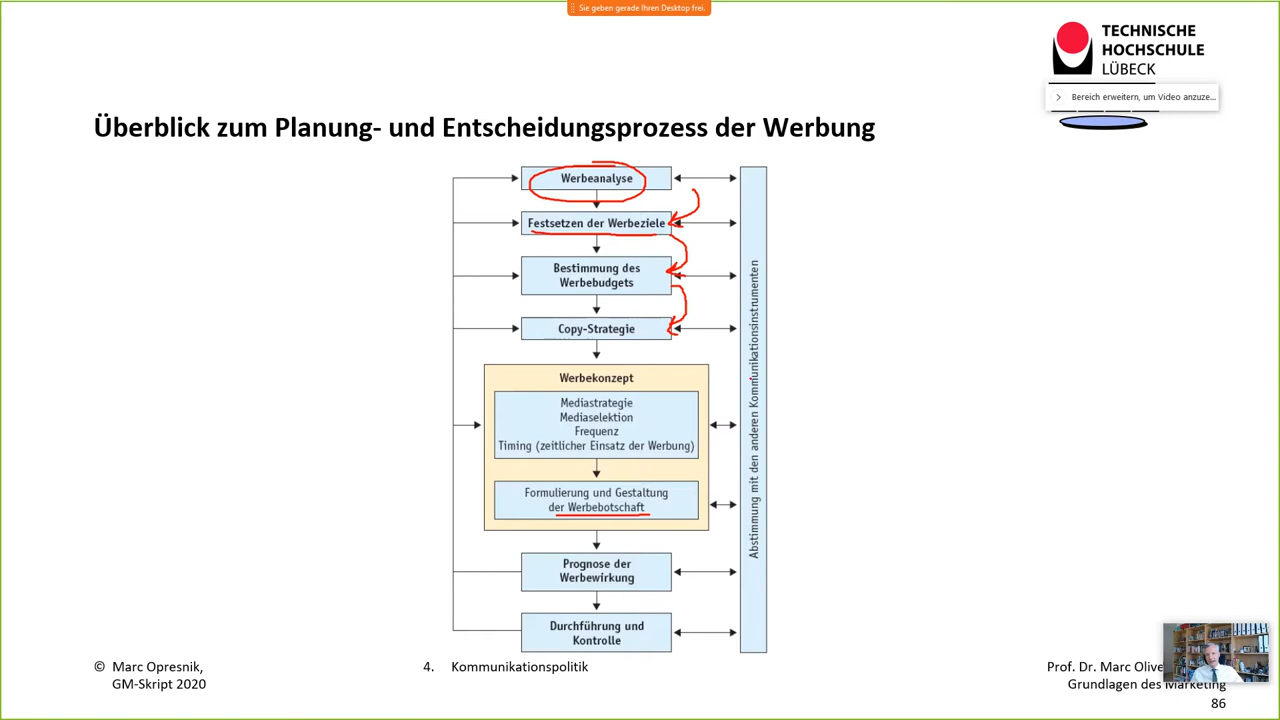 Sie geben gerade Ihren Desktop frei.
TECHNISCHE
HOCHSCHULE
LÜBECK
Bereich erweitern, um Video anzuze...
Überblick zum Planung- und Entscheidungsprozess der Werbung
Werbeanalyse
Festsetzen der Werbeziele
Bestimmung des
Werbebudgets
Copy-Strategie
Werbekonzept
Mediastrategie
Mediaselektion
Frequenz
Timing (zeitlicher Einsatz der Werbung)
Formulierung und Gestaltung
der Werbebotschaft
Prognose der
Werbewirkung
Durchführung und
Kontrolle
Abstimmung mit den anderen Kommunikationsinstrumenten
© Marc Opresnik,
GM-Skript 2020
4. Kommunikationspolitik
Prof. Dr. Marc Olive
Grundlagen des Marketing
86